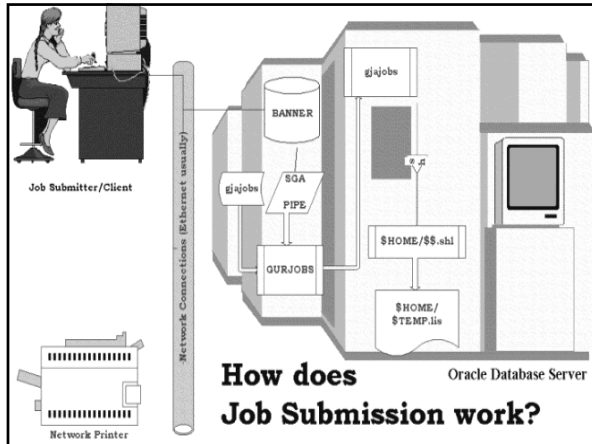 Job Submitter/Client
Network Connections (Ethernet usually)
BANNER
gjajobs
SGA
PIPE
GURJOBS
gjajobs
$HOME/$$.shl
$HOME/
$TEMP.lis
Network Printer
How does
Job Submission work?
Oracle Database Server